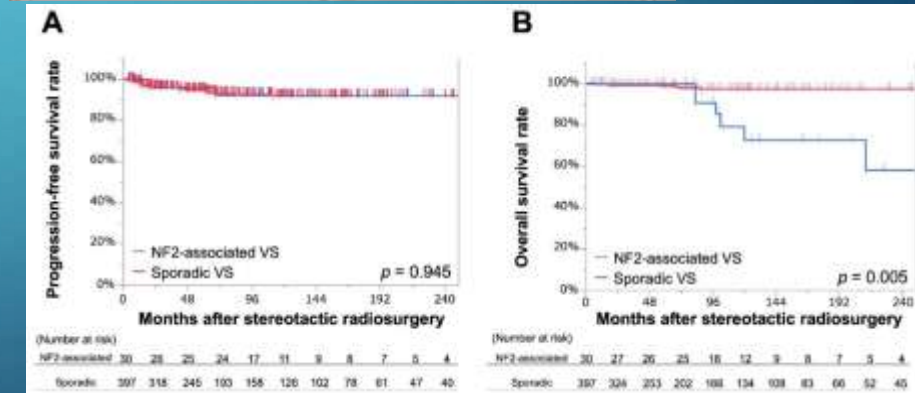 A
Progression-free survival rate
100%
80%
60%
40%
20%
0%
NF2-associated VS
Sporadic VS
p = 0.945
0 48 96 144 192 240
Months after stereotactic radiosurgery
(Number at risk)
NF2-associated 30 28 25 24 17 11 9 8 7 5 4
Sporadic 397 318 245 193 158 126 102 78 61 47 40
B
Overall survival rate
100%
80%
60%
40%
20%
0%
NF2-associated VS
Sporadic VS
p = 0.005
0 48 96 144 192 240
Months after stereotactic radiosurgery
(Number at risk)
NF2-associated 30 27 26 25 18 12 9 8 7 5 4
Sporadic 397 324 253 202 166 134 109 83 66 52 45